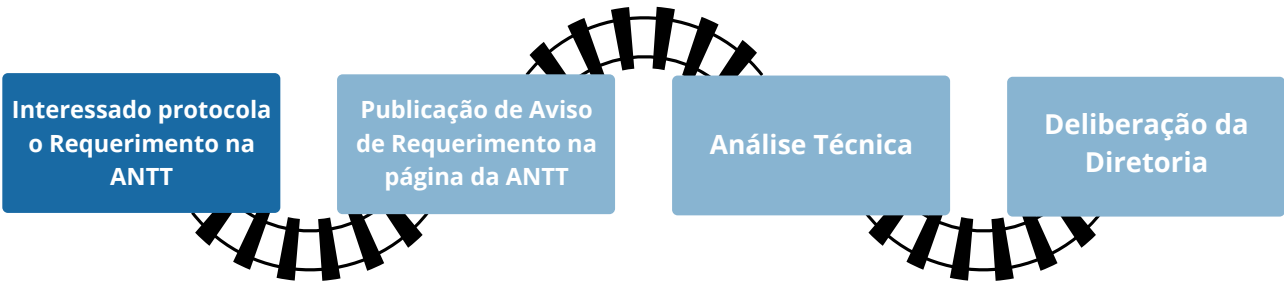 Interessado protocola
o Requerimento na
ANTT
Publicação de Aviso
de Requerimento na
página da ANTT
Análise Técnica
Deliberação da
Diretoria